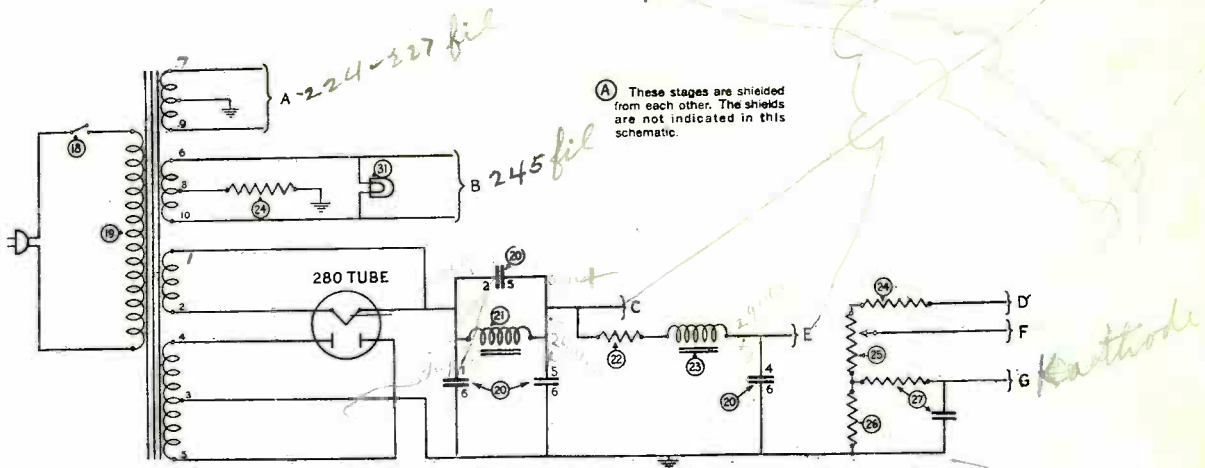 7
A -224-227 fil
9
(A) These stages are shielded
from each other. The shields
are not indicated in this
schematic.
18
6
31
8
B 245 fil
24
10
19
1
20
2 5
280 TUBE
C
24
D
2
21
22
E
F
23
25
4
1
20
5
4
G Kathode
6
6
20
6
27
3
26
5